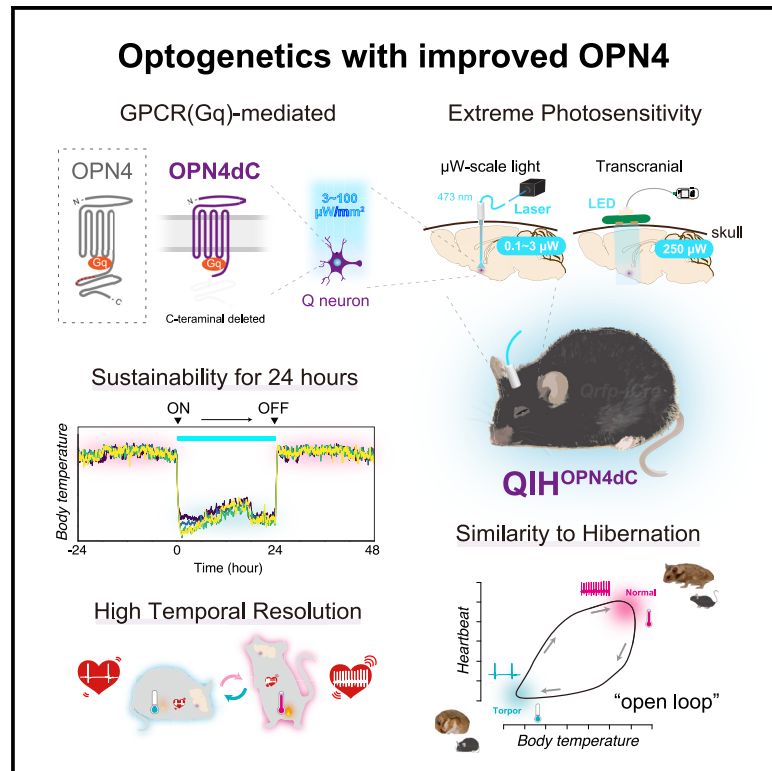 Optogenetics with improved OPN4
GPCR(Gq)-mediated
OPN4
OPN4dC
N
Gq
C
N
Gq
C-teraminal deleted
3~100
µW/mm²
Q neuron
Extreme Photosensitivity
µW-scale light
473 nm
Laser
0.1~3 µW
Transcranial
LED
skull
250 µW
Qrfp-iCre
QIH OPN4dC
Sustainability for 24 hours
ON
OFF
Body temperature
-24
0
24
48
Time (hour)
High Temporal Resolution
Similarity to Hibernation
Heartbeat
Normal
Torpor
"open loop"
Body temperature